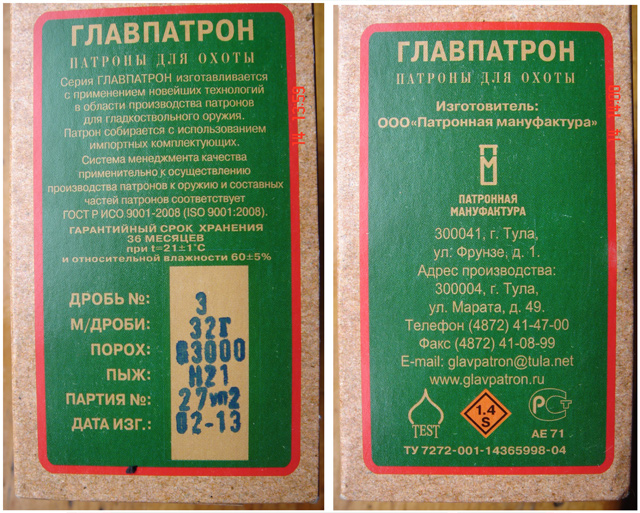 ГЛАВПАТРОН
ПАТРОНЫ ДЛЯ ОХОТЫ
Серия ГЛАВПАТРОН изготавливается
с применением новейших технологий
в области производства патронов
для гладкоствольного оружия.
Патрон собирается с использованием
импортных комплектующих.
Система менеджмента качества
применительно к осуществлению
производства патронов к оружию и составных
частей патронов соответствует
ГОСТ Р ИСО 9001-2008 (ISO 9001:2008).
ГАРАНТИЙНЫЙ СРОК ХРАНЕНИЯ
36 МЕСЯЦЕВ
при t=21±1°С
и относительной влажности 60±5%
ДРОБЬ №: 3
М/ДРОБИ: 32г
ПОРОХ: G3000
ПЫЖ: H21
ПАРТИЯ №: 27уп2
ДАТА ИЗГ.: 02-13
ГЛАВПАТРОН
ПАТРОНЫ ДЛЯ ОХОТЫ
Изготовитель:
ООО«Патронная мануфактура»
ПАТРОННАЯ
МАНУФАКТУРА
300041, г. Тула,
ул. Фрунзе, д. 1.
Адрес производства:
300004, г. Тула,
ул. Марата, д. 49.
Телефон (4872) 41-47-00
Факс (4872) 41-08-99
E-mail: glavpatron@tula.net
www.glavpatron.ru
TEST
1.4
S
РСТ
АЕ 71
ТУ 7272-001-14365998-04